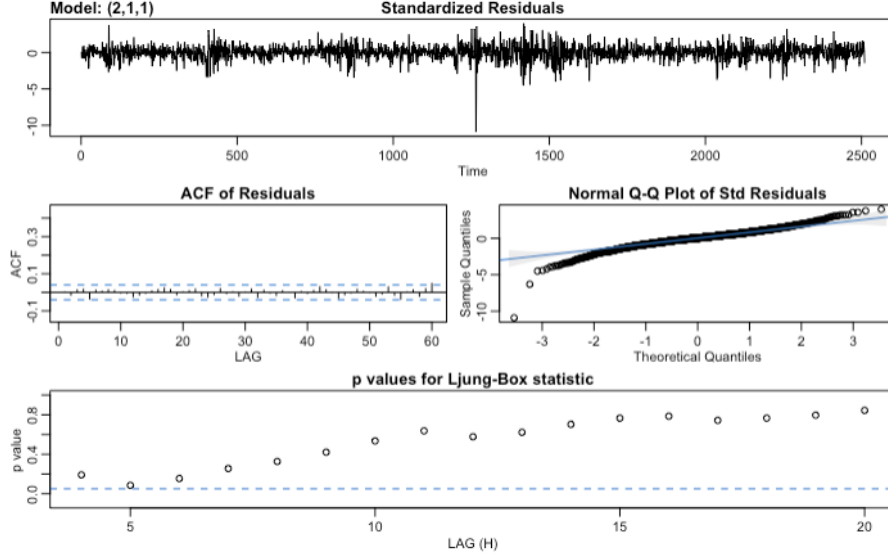 Model: (2,1,1) Standardized Residuals
0
-5
-10
0 500 1000 1500 2000 2500
Time
ACF of Residuals
ACF
0.3
0.1
-0.1
0 10 20 30 40 50 60
LAG
Normal Q-Q Plot of Std Residuals
Sample Quantiles
0
-5
-10
-3 -2 -1 0 1 2 3
Theoretical Quantiles
p values for Ljung-Box statistic
p value
0.8
0.4
0.0
5 10 15 20
LAG (H)